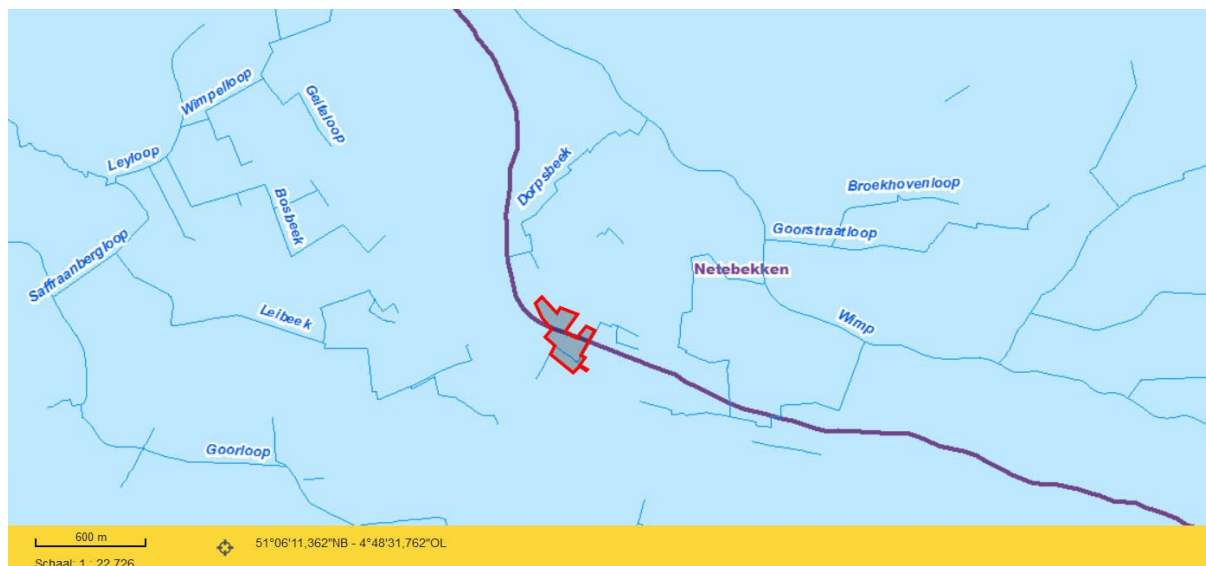 Wimpelloop
Geiteloop
Leyloop
Dorpsbeek
Bosbeek
Broekhovenloop
Goorstraatloop
Saffraanbergloop
Netebekken
Leibeek
Wimp
Goorloop
600 m
51°06'11,362"NB - 4°48'31,762"OL
Schaal: 1 : 22.726